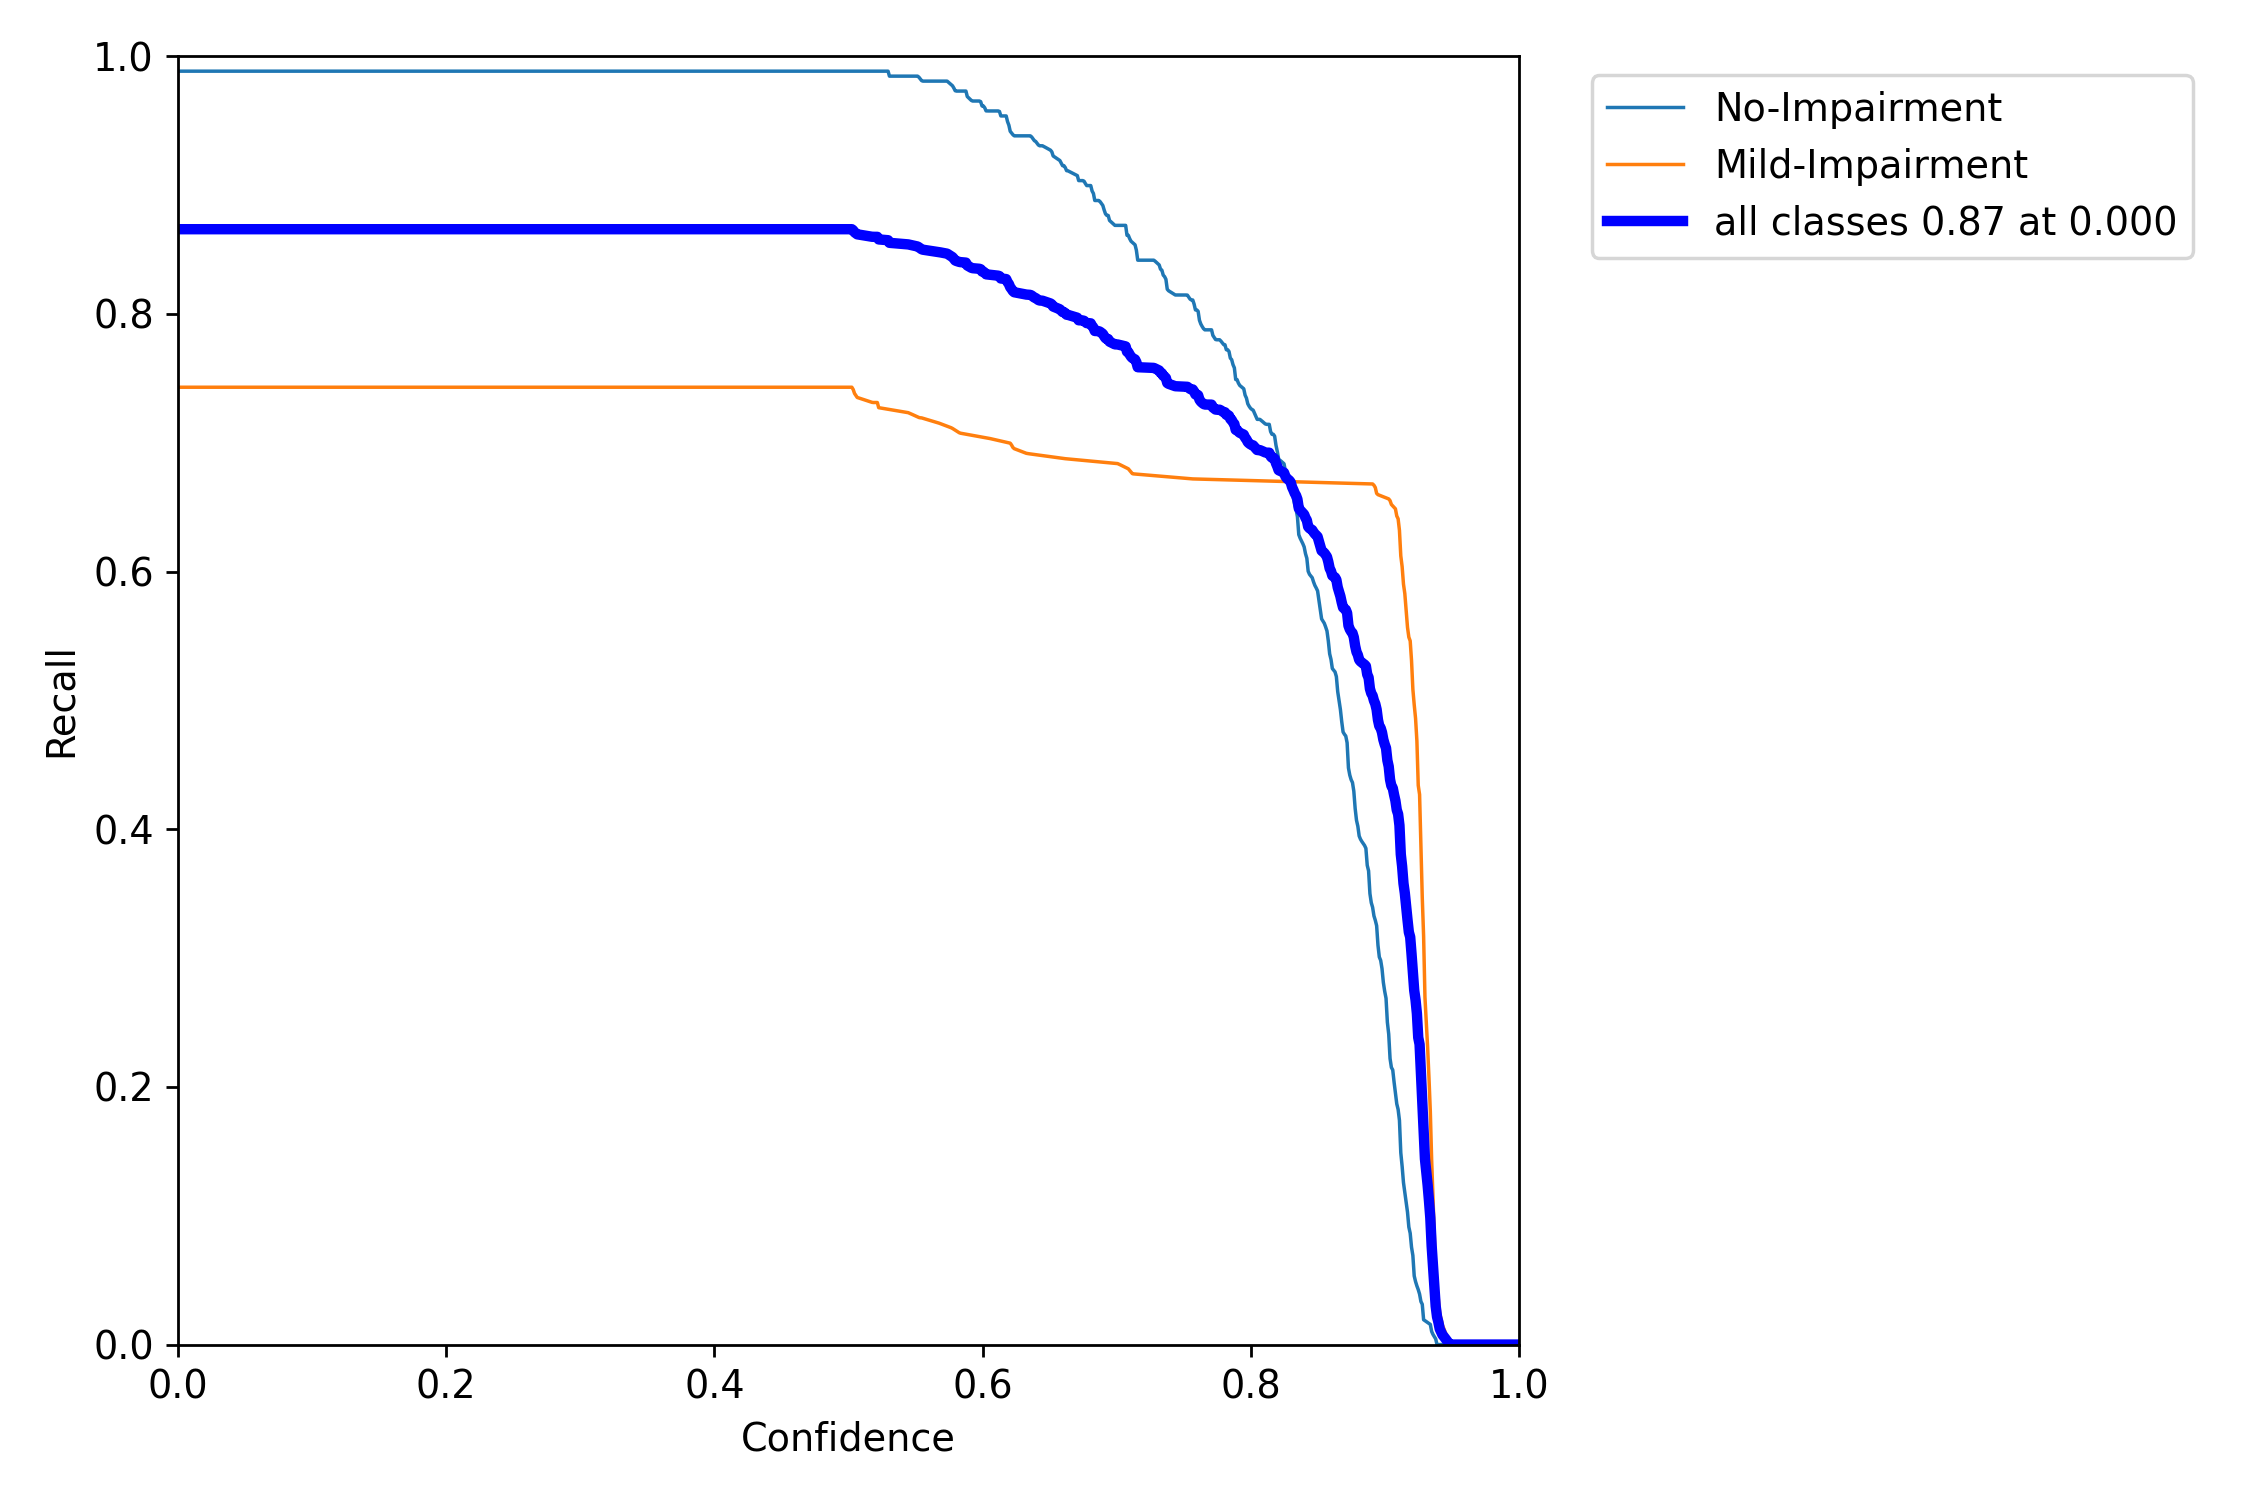 No-Impairment
Mild-Impairment
all classes 0.87 at 0.000
1.0
0.8
0.6
0.4
0.2
0.0
Recall
0.0 0.2 0.4 0.6 0.8 1.0
Confidence